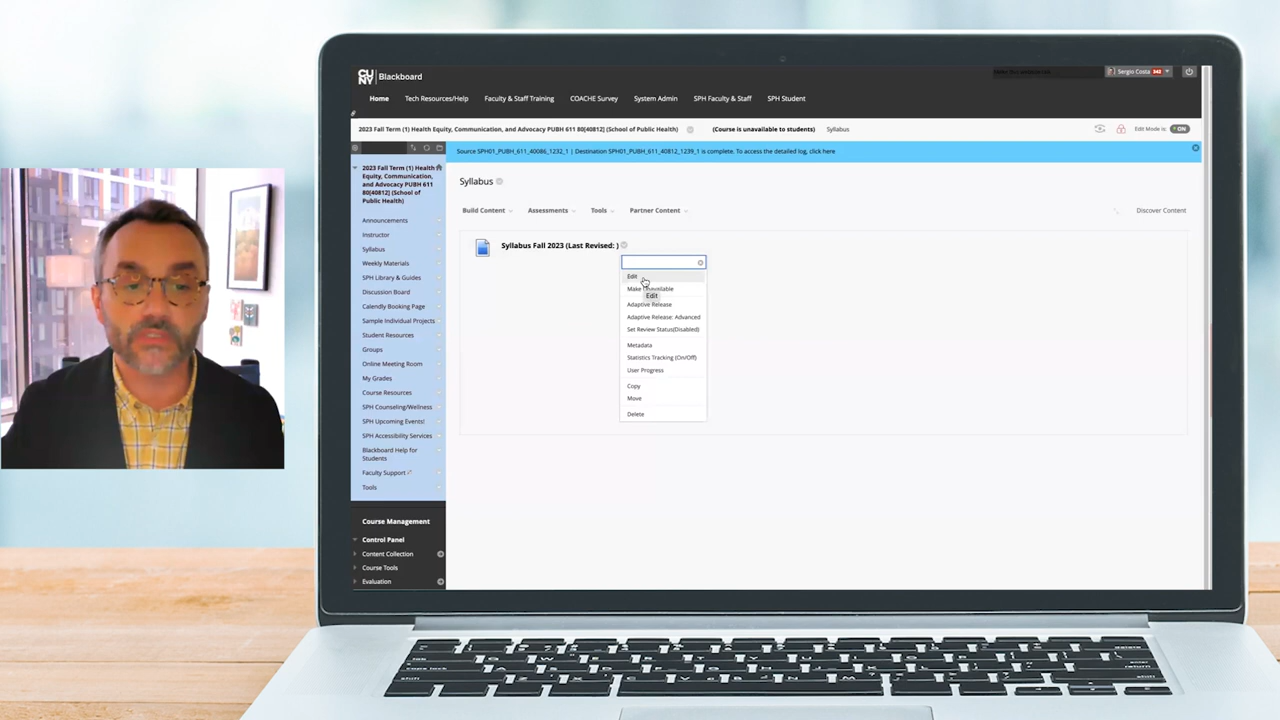 CU
NY
Blackboard
Sergio Costa 342
Home Tech Resources/Help Faculty & Staff Training COACHE Survey System Admin SPH Faculty & Staff SPH Student
2023 Fall Term (1) Health Equity, Communication, and Advocacy PUBH 611 80[40812] (School of Public Health) (Course is unavailable to students) Syllabus Edit Mode is: ON
Source SPH01_PUBH_611_40086_1232_1 | Destination SPH01_PUBH_611_40812_1239_1 is complete. To access the detailed log, click here
2023 Fall Term (1) Health
Equity, Communication,
and Advocacy PUBH 611
80[40812] (School of
Public Health)
Announcements
Instructor
Syllabus
Weekly Materials
SPH Library & Guides
Discussion Board
Calendly Booking Page
Sample Individual Projects
Student Resources
Groups
Online Meeting Room
My Grades
Course Resources
SPH Counseling/Wellness
SPH Upcoming Events!
SPH Accessibility Services
Blackboard Help for
Students
Faculty Support
Tools
Course Management
Control Panel
Content Collection
Course Tools
Evaluation
Syllabus
Build Content Assessments Tools Partner Content Discover Content
Syllabus Fall 2023 (Last Revised: )
Edit
Make Unavailable
Edit
Adaptive Release
Adaptive Release: Advanced
Set Review Status(Disabled)
Metadata
Statistics Tracking (On/Off)
User Progress
Copy
Move
Delete